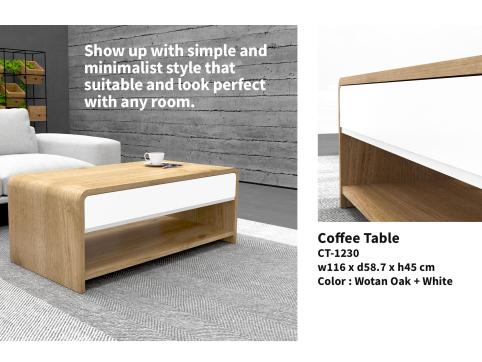 Show up with simple and
minimalist style that
suitable and look perfect
with any room.
Coffee Table
CT-1230
w116 x d58.7 x h45 cm
Color : Wotan Oak + White